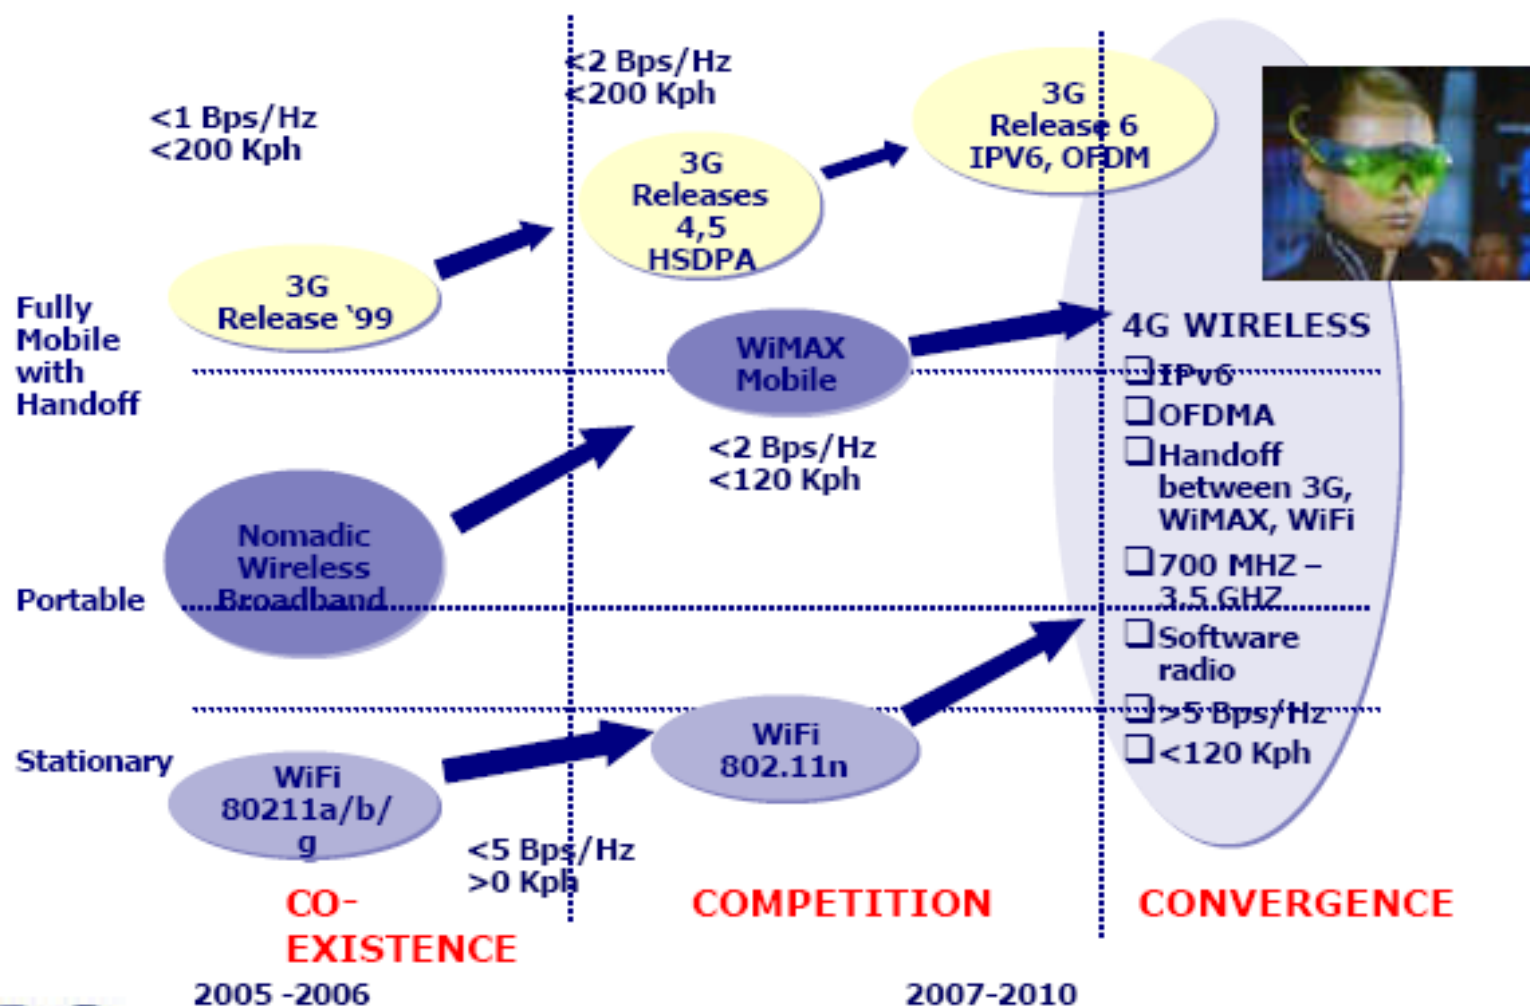 <1 Bps/Hz
<200 Kph
<2 Bps/Hz
<200 Kph
3G
Release '99
3G
Releases
4,5
HSDPA
3G
Release 6
IPV6, OFDM
Fully
Mobile
with
Handoff
WiMAX
Mobile
<2 Bps/Hz
<120 Kph
Nomadic
Wireless
Broadband
Portable
Stationary
WiFi
80211a/b/
g
<5 Bps/Hz
>0 Kph
WiFi
802.11n
4G WIRELESS
❑IPv6
❑OFDMA
❑Handoff
between 3G,
WiMAX, WiFi
❑700 MHZ –
3.5 GHZ
❑Software
radio
❑>5 Bps/Hz
❑<120 Kph
CO-
EXISTENCE
COMPETITION
CONVERGENCE
2005 -2006
2007-2010